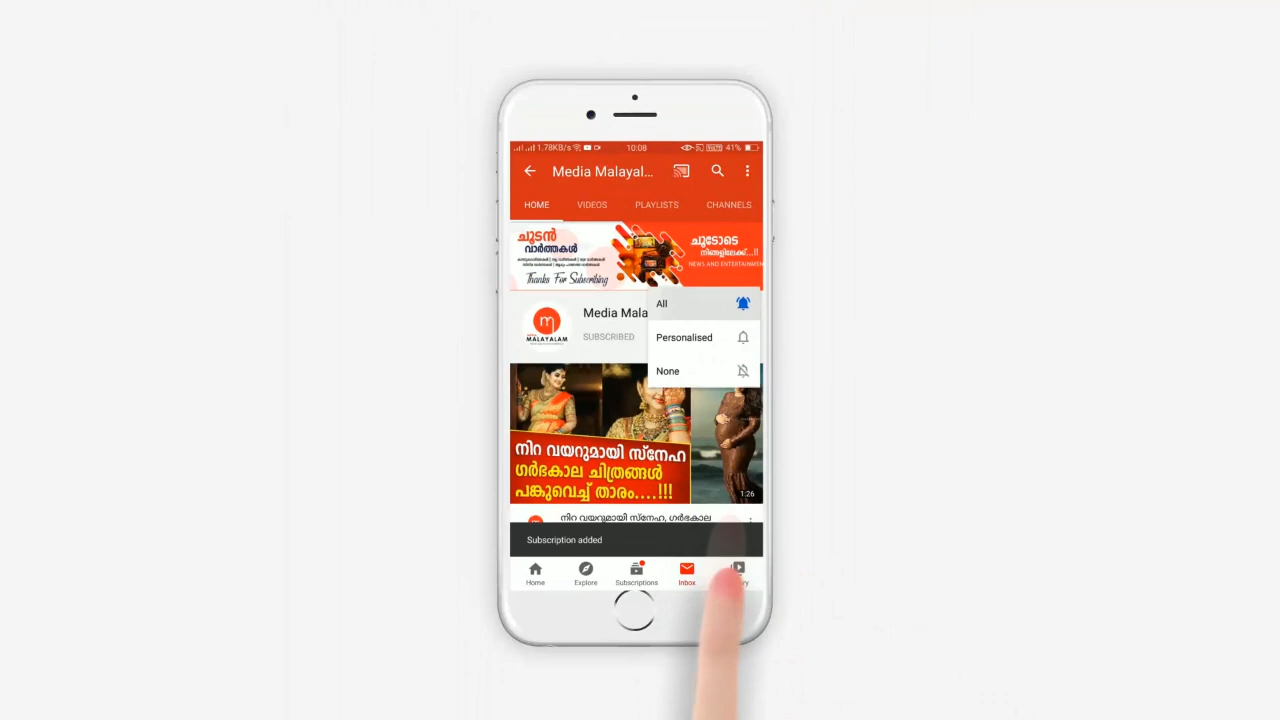 1.78KB/s 10:08 41%
Media Malayal...
HOME VIDEOS PLAYLISTS CHANNELS
ചൂടൻ
വാർത്തകൾ
Thanks For Subscribing
ചൂടോടെ
നിങ്ങളിലേക്ക്...!!
NEWS AND ENTERTAINMEN
All
Media Mala
MALAYALAM
SUBSCRIBED
Personalised
None
നിറ വയറുമായി സ്നേഹ
ഗർഭകാല ചിത്രങ്ങൾ
പങ്കുവെച്ച് താരം....!!!
1:26
നിറ വയറുമായി സ്നേഹ, ഗർഭകാല
Subscription added
Home Explore Subscriptions Inbox